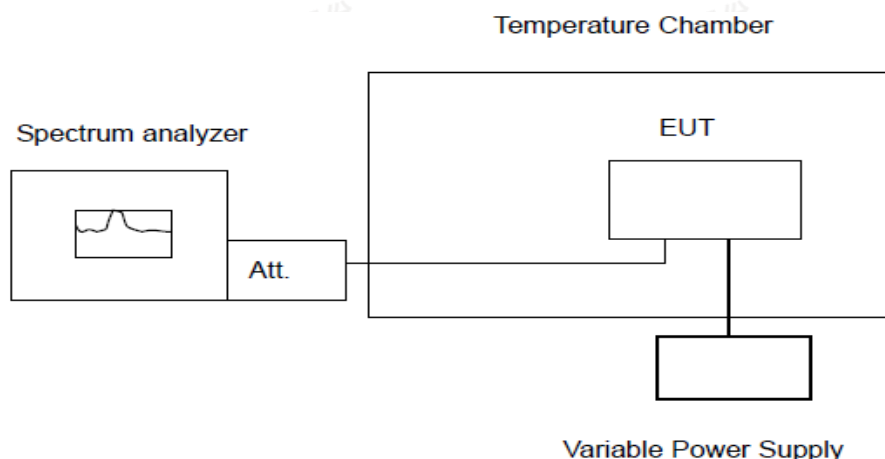 Temperature Chamber
Spectrum analyzer
EUT
Att.
Variable Power Supply